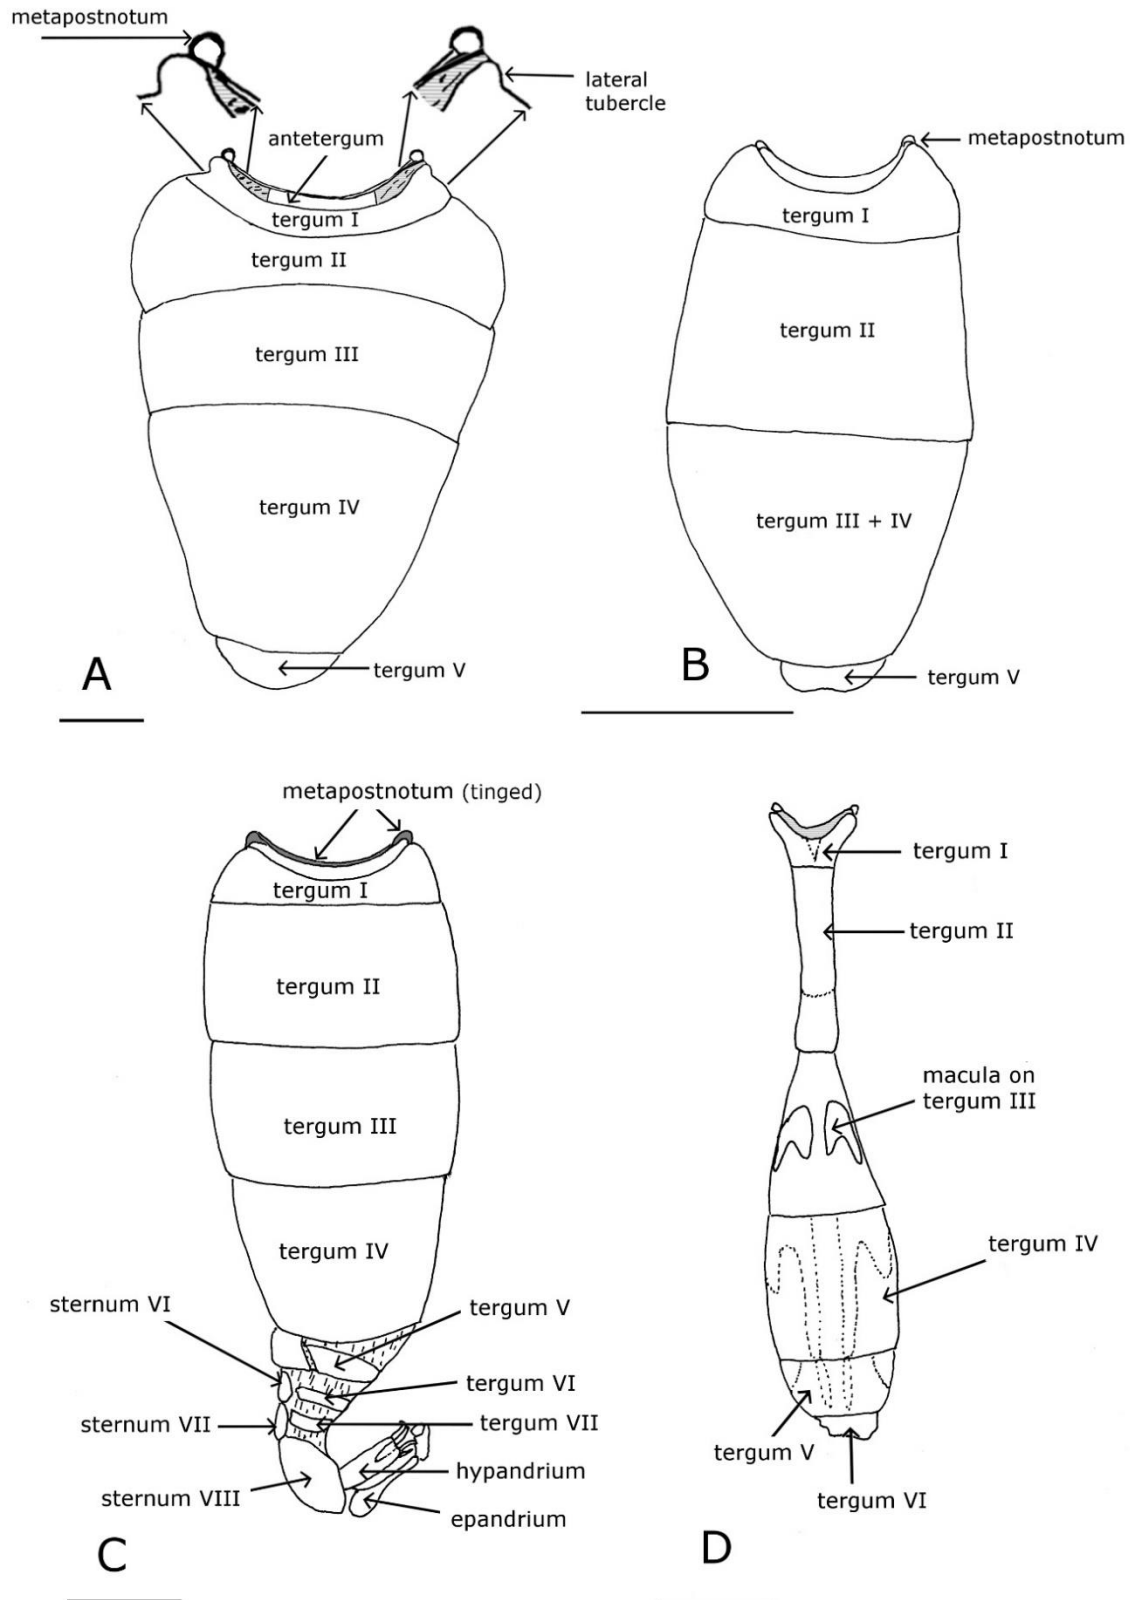 metapostnotum
lateral
tubercle
antetergum
tergum I
tergum II
tergum III
tergum IV
tergum V
A
metapostnotum
tergum I
tergum II
tergum III + IV
tergum V
B
metapostnotum (tinged)
tergum I
tergum II
tergum III
tergum IV
sternum VI
tergum V
tergum VI
sternum VII
tergum VII
hypandrium
sternum VIII
epandrium
C
tergum I
tergum II
macula on
tergum III
tergum IV
tergum V
tergum VI
D